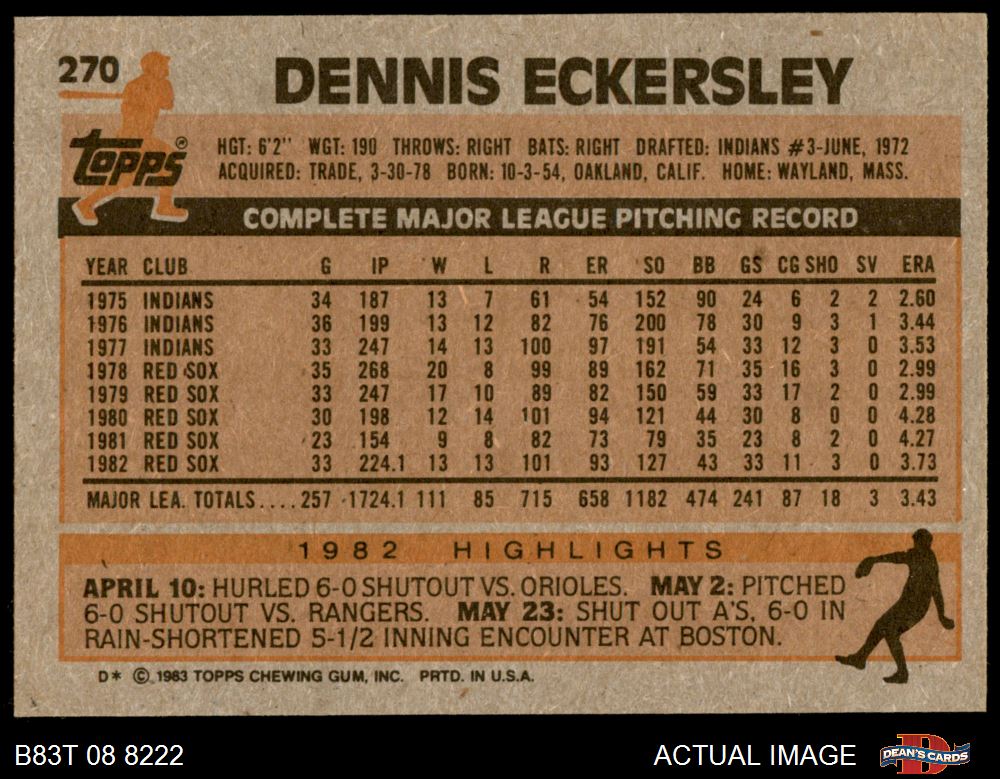 270 DENNIS ECKERSLEY
Topps®
HGT: 6'2" WGT: 190 THROWS: RIGHT BATS: RIGHT DRAFTED: INDIANS #3-JUNE, 1972
ACQUIRED: TRADE, 3-30-78 BORN: 10-3-54, OAKLAND, CALIF. HOME: WAYLAND, MASS.
COMPLETE MAJOR LEAGUE PITCHING RECORD
YEAR CLUB G IP W L R ER SO BB GS CG SHO SV ERA
1975 INDIANS 34 187 13 7 61 54 152 90 24 6 2 2 2.60
1976 INDIANS 36 199 13 12 82 76 200 78 30 9 3 1 3.44
1977 INDIANS 33 247 14 13 100 97 191 54 33 12 3 0 3.53
1978 RED SOX 35 268 20 8 99 89 162 71 35 16 3 0 2.99
1979 RED SOX 33 247 17 10 89 82 150 59 33 17 2 0 2.99
1980 RED SOX 30 198 12 14 101 94 121 44 30 8 0 0 4.28
1981 RED SOX 23 154 9 8 82 73 79 35 23 8 2 0 4.27
1982 RED SOX 33 224.1 13 13 101 93 127 43 33 11 3 0 3.73
MAJOR LEA. TOTALS.... 257 1724.1 111 85 715 658 1182 474 241 87 18 3 3.43
1982 HIGHLIGHTS
APRIL 10: HURLED 6-0 SHUTOUT VS. ORIOLES. MAY 2: PITCHED
6-0 SHUTOUT VS. RANGERS. MAY 23: SHUT OUT A'S, 6-0 IN
RAIN-SHORTENED 5-1/2 INNING ENCOUNTER AT BOSTON.
D* © 1983 TOPPS CHEWING GUM, INC. PRTD. IN U.S.A.
B83T 08 8222 ACTUAL IMAGE DEAN'S CARDS